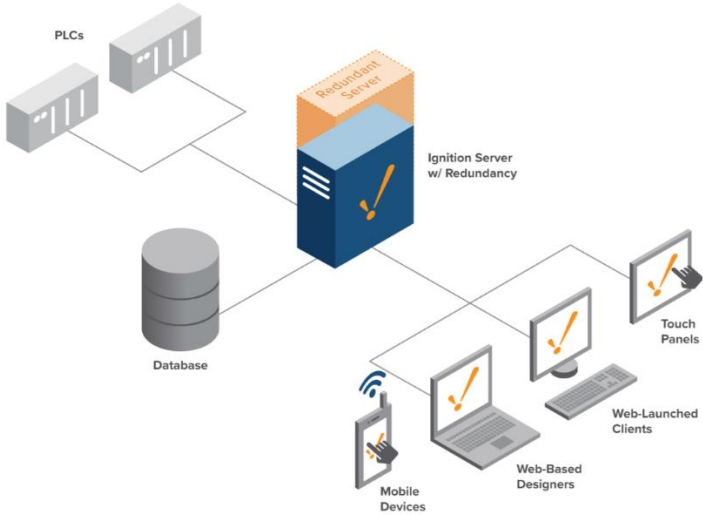 PLCs
Redundant
Server
Ignition Server
w/ Redundancy
Database
Touch
Panels
Web-Launched
Clients
Web-Based
Designers
Mobile
Devices